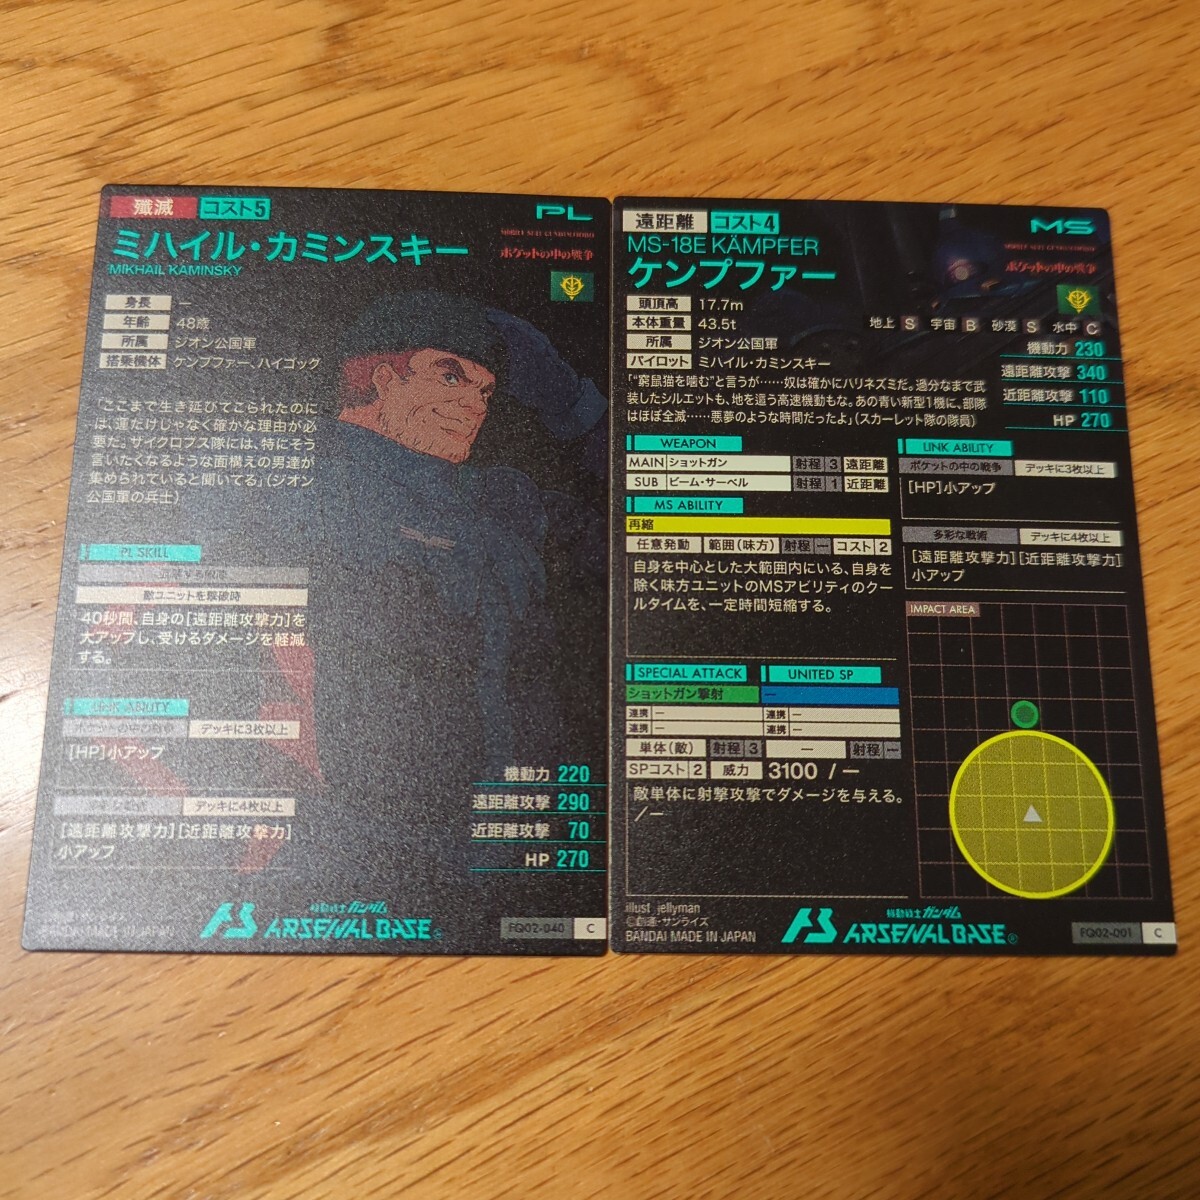 殲滅 コスト5 PL
ミハイル・カミンスキー
MIKHAIL KAMINSKY
ポケットの中の戦争
身長 —
年齢 48歳
所属 ジオン公国軍
搭乗機体 ケンプファー、ハイゴッグ
「ここまで生き延びてこられたのに
は、運だけじゃなく確かな理由が必
要だ。サイクロプス隊には、特にそう
言いたくなるような面構えの男達が
集められていると聞いてる」(ジオン
公国軍の兵士)
PL SKILL
敵ユニットを撃破時
40秒間、自身の[遠距離攻撃力]を
大アップし、受けるダメージを軽減
する。
LINK ABILITY
ポケットの中の戦争 デッキに3枚以上
[HP]小アップ
デッキに4枚以上
[遠距離攻撃力][近距離攻撃力]
小アップ
機動力 220
遠距離攻撃 290
近距離攻撃 70
HP 270
BANDAI MADE IN JAPAN
機動戦士ガンダム
ARSENAL BASE
FQ02-040 C
遠距離 コスト4 MS
MS-18E KÄMPFER
ケンプファー
MOBILE SUIT GUNDAM 0080
ポケットの中の戦争
頭頂高 17.7m
本体重量 43.5t
所属 ジオン公国軍
パイロット ミハイル・カミンスキー
地上 S 宇宙 B 砂漠 S 水中 C
機動力 230
遠距離攻撃 340
近距離攻撃 110
HP 270
「“窮鼠猫を噛む”と言うが……奴は確かにハリネズミだ。過分なまで武
装したシルエットも、地を這う高速機動もな。あの青い新型1機に、部隊
はほぼ全滅……悪夢のような時間だったよ」(スカーレット隊の隊員)
WEAPON
MAIN ショットガン 射程 3 遠距離
SUB ビーム・サーベル 射程 1 近距離
MS ABILITY
再縮
任意発動 範囲(味方) 射程 — コスト 2
自身を中心とした大範囲内にいる、自身を
除く味方ユニットのMSアビリティのクー
ルタイムを、一定時間短縮する。
LINK ABILITY
ポケットの中の戦争 デッキに3枚以上
[HP]小アップ
多彩な戦術 デッキに4枚以上
[遠距離攻撃力][近距離攻撃力]
小アップ
IMPACT AREA
SPECIAL ATTACK UNITED SP
ショットガン撃射 —
連携 — 連携 —
連携 — 連携 —
単体(敵) 射程 3 — 射程 —
SPコスト 2 威力 3100 / —
敵単体に射撃攻撃でダメージを与える。
/—
illust jellyman
©創通・サンライズ
BANDAI MADE IN JAPAN
機動戦士ガンダム
ARSENAL BASE®
FQ02-001 C